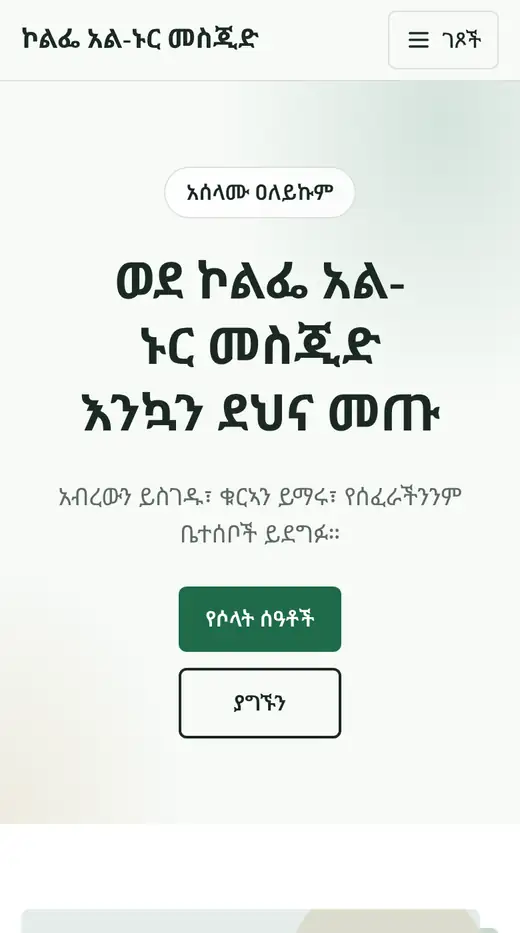 ኮልፌ አል-ኑር መስጂድ
ገጾች
አሰላሙ ዐለይኩም
ወደ ኮልፌ አል-
ኑር መስጂድ
እንኳን ደህና መጡ
አብረውን ይስገዱ፣ ቁርኣን ይማሩ፣ የሰፈራችንንም
ቤተሰቦች ይደግፉ።
የሶላት ሰዓቶች
ያግኙን